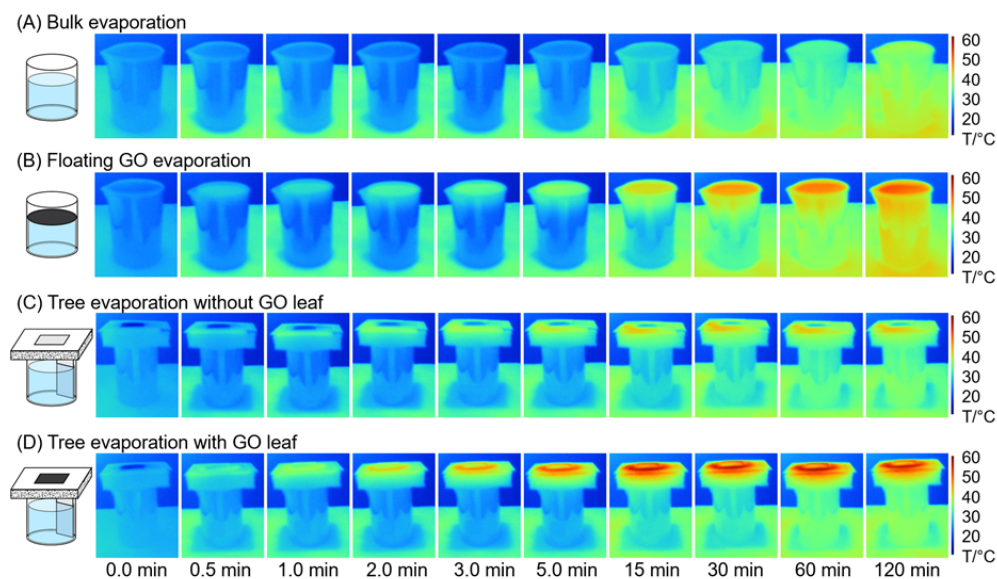 (A) Bulk evaporation
60
50
40
30
20
T/°C
(B) Floating GO evaporation
60
50
40
30
20
T/°C
(C) Tree evaporation without GO leaf
60
50
40
30
20
T/°C
(D) Tree evaporation with GO leaf
60
50
40
30
20
T/°C
0.0 min 0.5 min 1.0 min 2.0 min 3.0 min 5.0 min 15 min 30 min 60 min 120 min